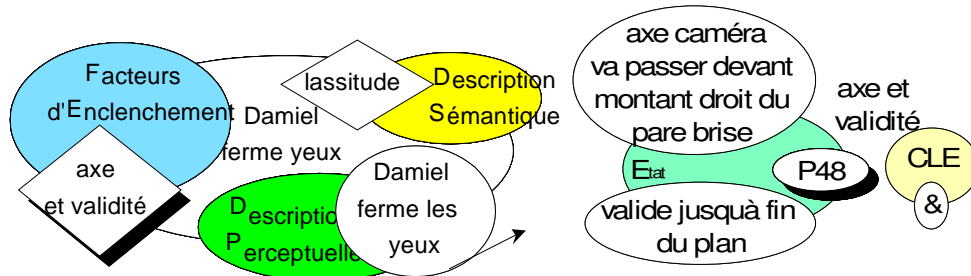 Facteurs
d'Enclenchement
axe
et validité
Damiel
ferme yeux
lassitude
Description
Sémantique
Description
Perceptuelle
Damiel
ferme les
yeux
axe caméra
va passer devant
montant droit du
pare brise
Etat
valide jusquà fin
du plan
axe et
validité
P48
CLE
&